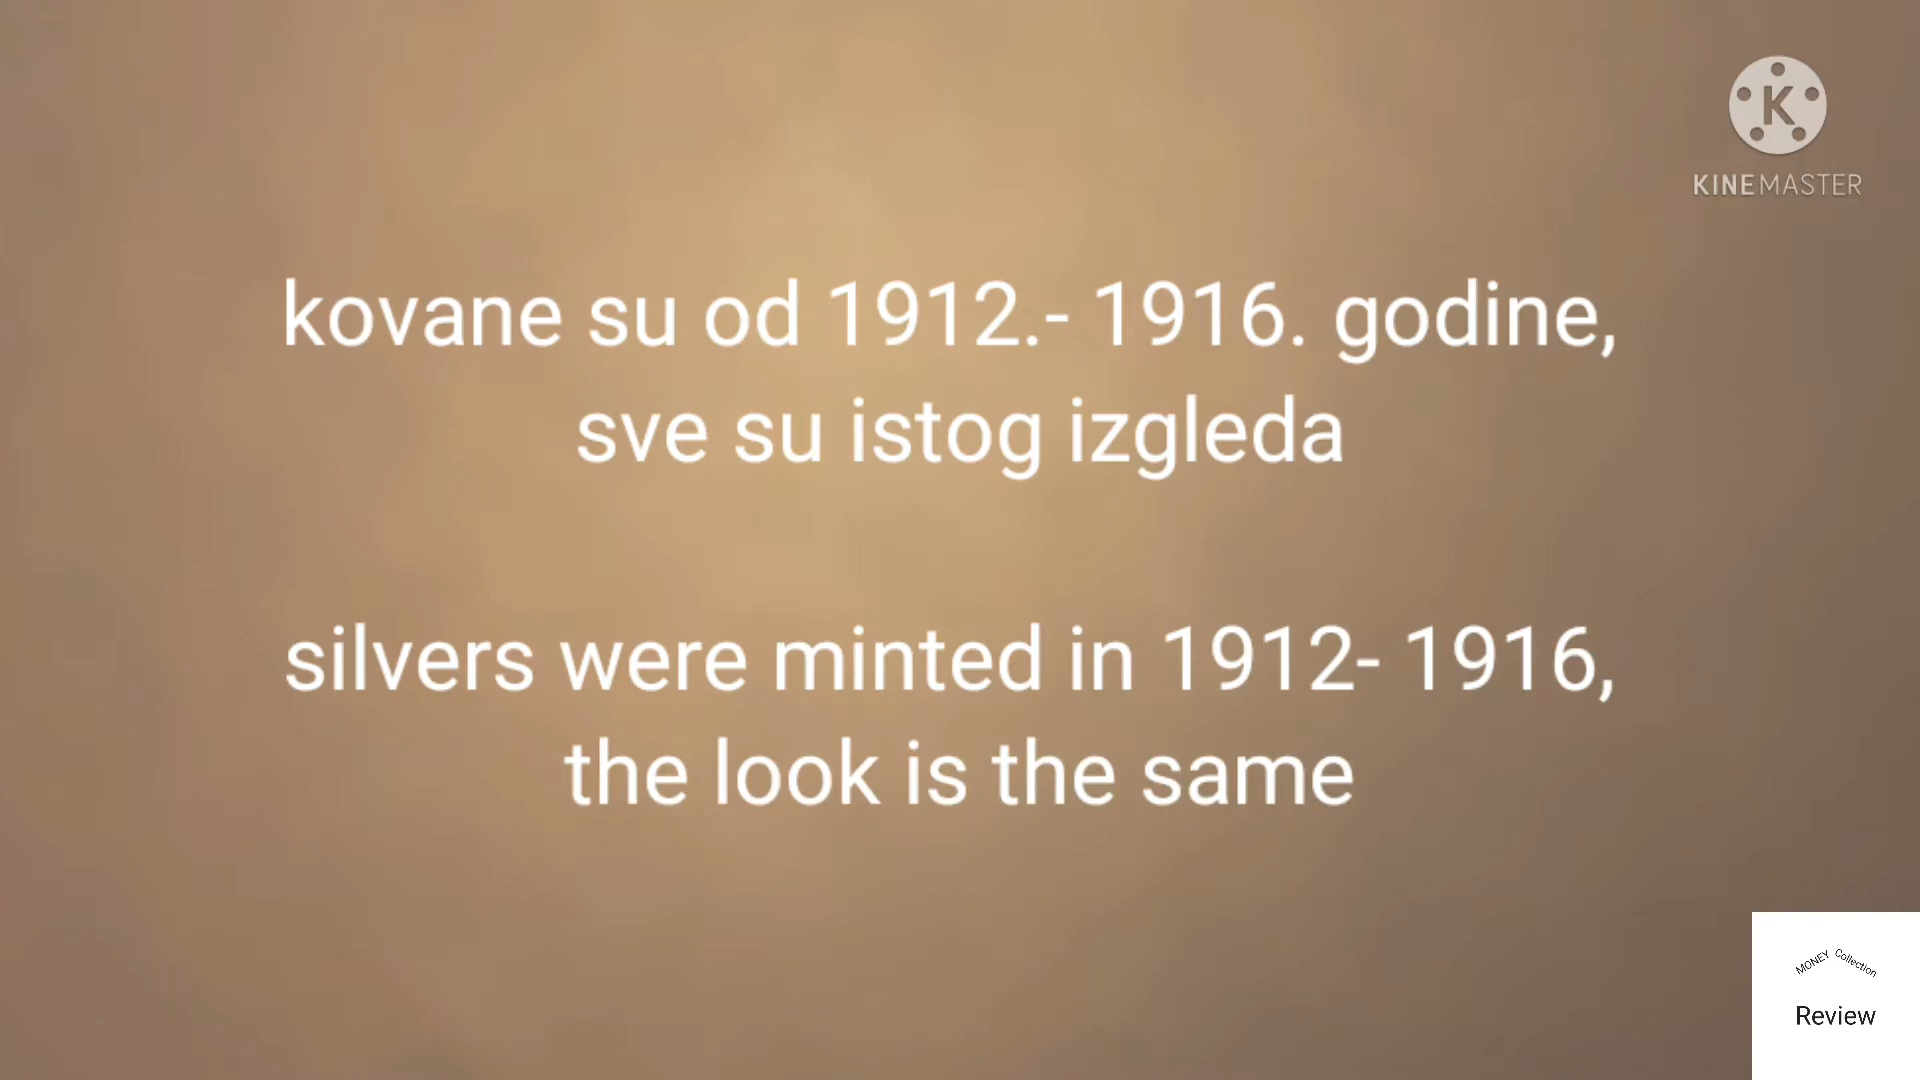 K
KINEMASTER
kovane su od 1912.- 1916. godine,
sve su istog izgleda
silvers were minted in 1912- 1916,
the look is the same
MONEY Collection
Review